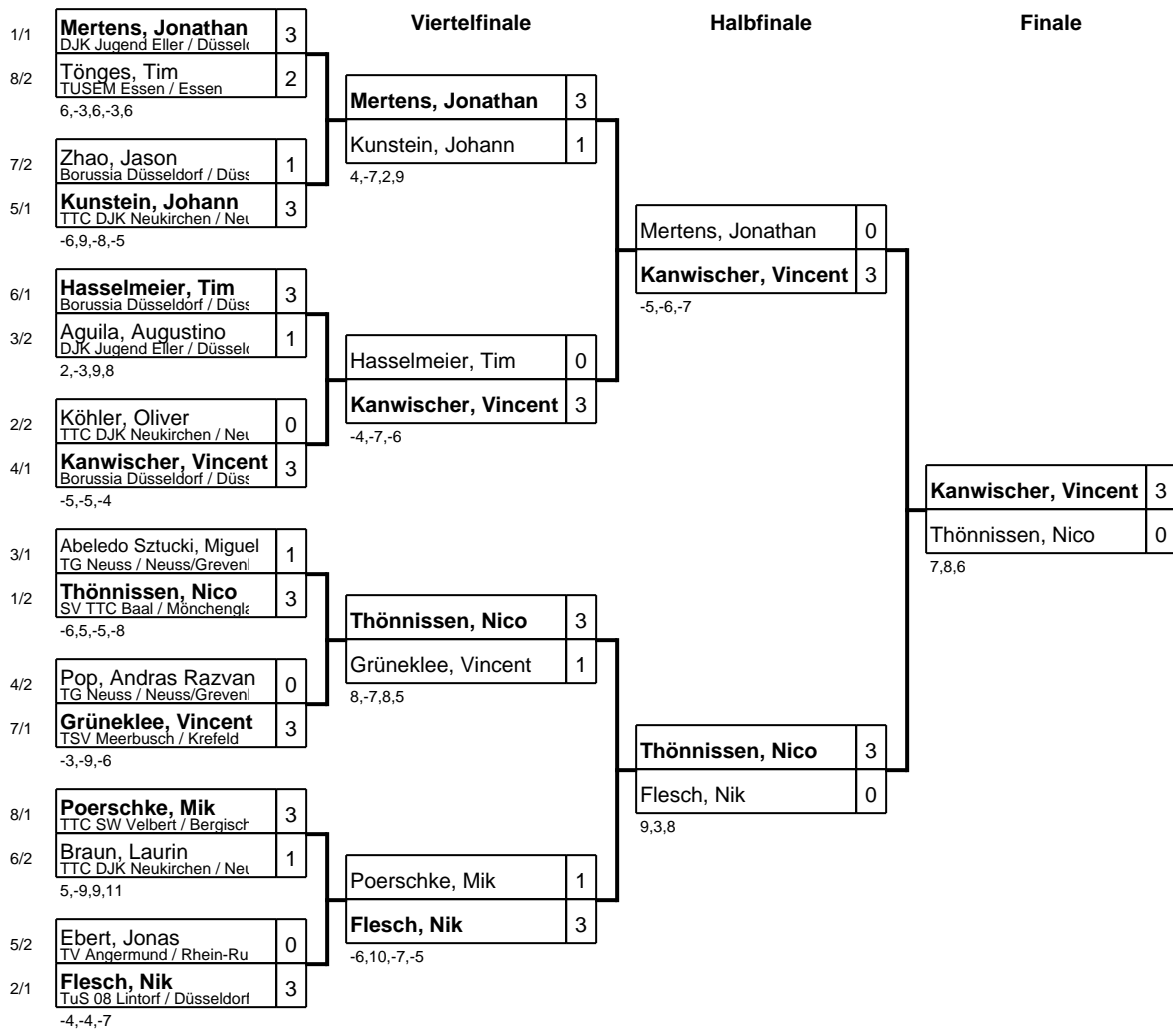 Viertelfinale
Halbfinale
Finale
1/1 Mertens, Jonathan 3
DJK Jugend Eller / Düsseld
8/2 Tönges, Tim 2
TUSEM Essen / Essen
6,-3,6,-3,6
7/2 Zhao, Jason 1
Borussia Düsseldorf / Düss
5/1 Kunstein, Johann 3
TTC DJK Neukirchen / Neu
-6,9,-8,-5
6/1 Hasselmeier, Tim 3
Borussia Düsseldorf / Düss
3/2 Aguila, Augustino 1
DJK Jugend Eller / Düsseld
2,-3,9,8
2/2 Köhler, Oliver 0
TTC DJK Neukirchen / Neu
4/1 Kanwischer, Vincent 3
Borussia Düsseldorf / Düss
-5,-5,-4
3/1 Abeledo Sztucki, Miguel 1
TG Neuss / Neuss/Greven
1/2 Thönnissen, Nico 3
SV TTC Baal / Mönchengla
-6,5,-5,-8
4/2 Pop, Andras Razvan 0
TG Neuss / Neuss/Greven
7/1 Grüneklee, Vincent 3
TSV Meerbusch / Krefeld
-3,-9,-6
8/1 Poerschke, Mik 3
TTC SW Velbert / Bergisch
6/2 Braun, Laurin 1
TTC DJK Neukirchen / Neu
5,-9,9,11
5/2 Ebert, Jonas 0
TV Angermund / Rhein-Ru
2/1 Flesch, Nik 3
TuS 08 Lintorf / Düsseldorf
-4,-4,-7
Mertens, Jonathan 3
Kunstein, Johann 1
4,-7,2,9
Hasselmeier, Tim 0
Kanwischer, Vincent 3
-4,-7,-6
Thönnissen, Nico 3
Grüneklee, Vincent 1
8,-7,8,5
Poerschke, Mik 1
Flesch, Nik 3
-6,10,-7,-5
Mertens, Jonathan 0
Kanwischer, Vincent 3
-5,-6,-7
Thönnissen, Nico 3
Flesch, Nik 0
9,3,8
Kanwischer, Vincent 3
Thönnissen, Nico 0
7,8,6